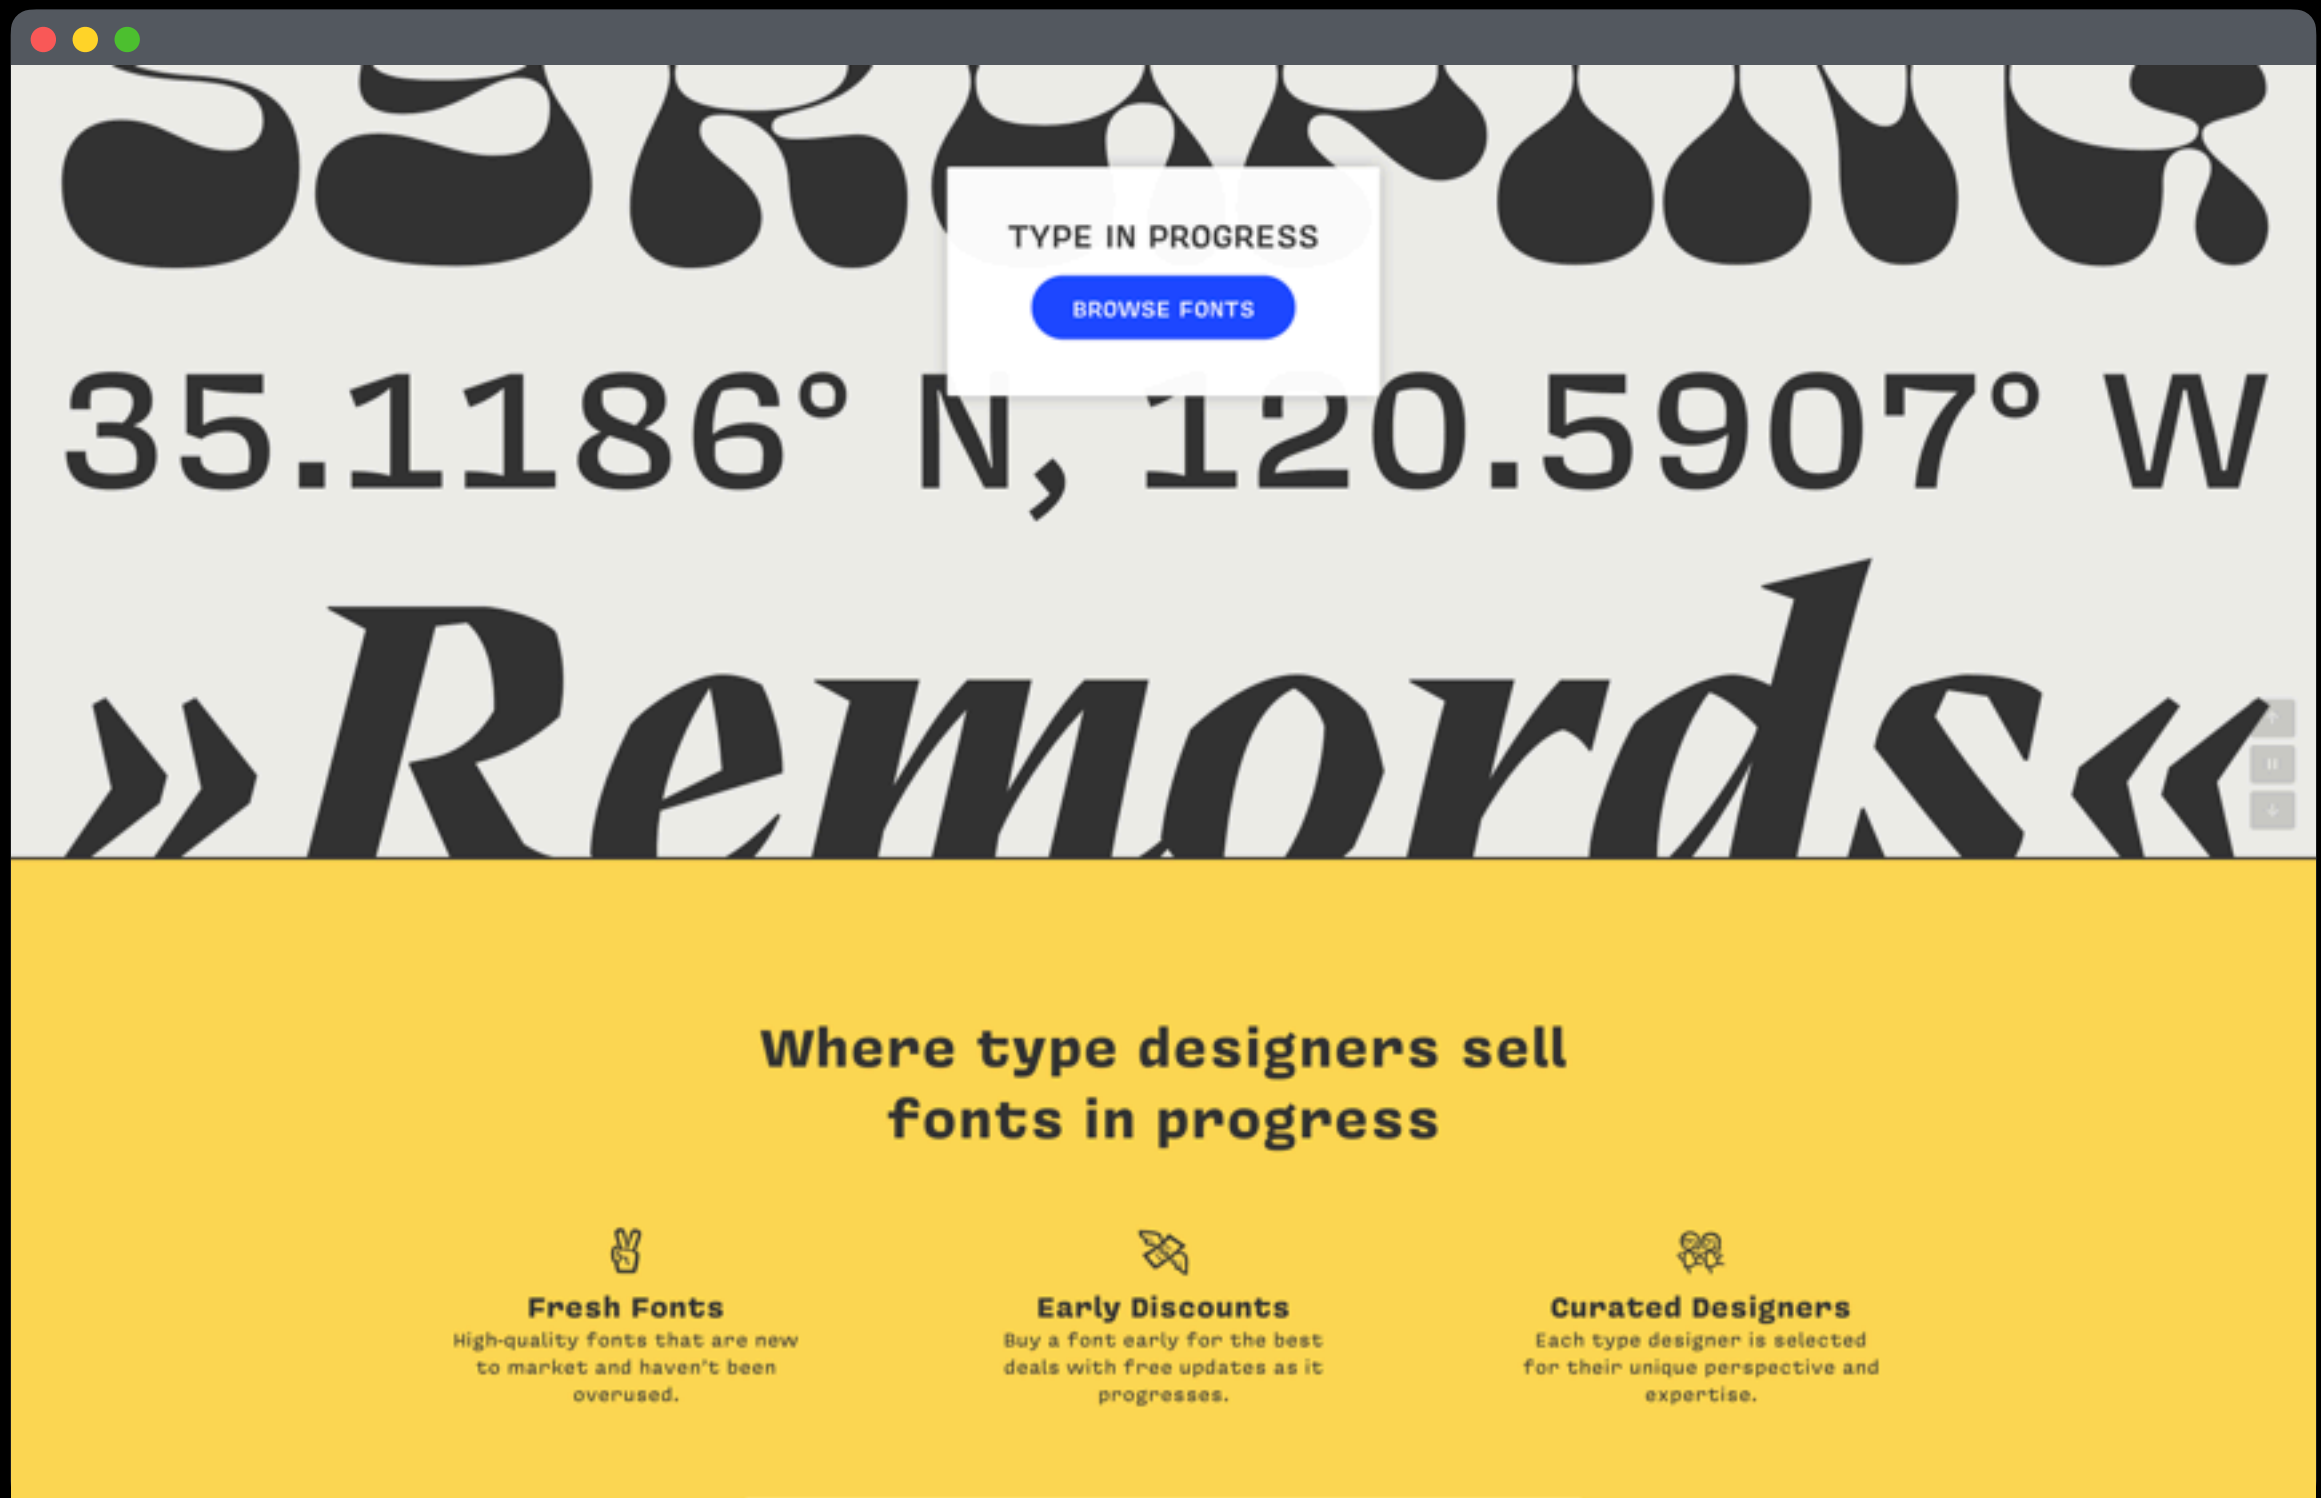 TYPE IN PROGRESS
BROWSE FONTS
35.1186° N, 120.5907° W
»Remords«
Where type designers sell
fonts in progress
Fresh Fonts
High-quality fonts that are new
to market and haven't been
overused.
Early Discounts
Buy a font early for the best
deals with free updates as it
progresses.
Curated Designers
Each type designer is selected
for their unique perspective and
expertise.